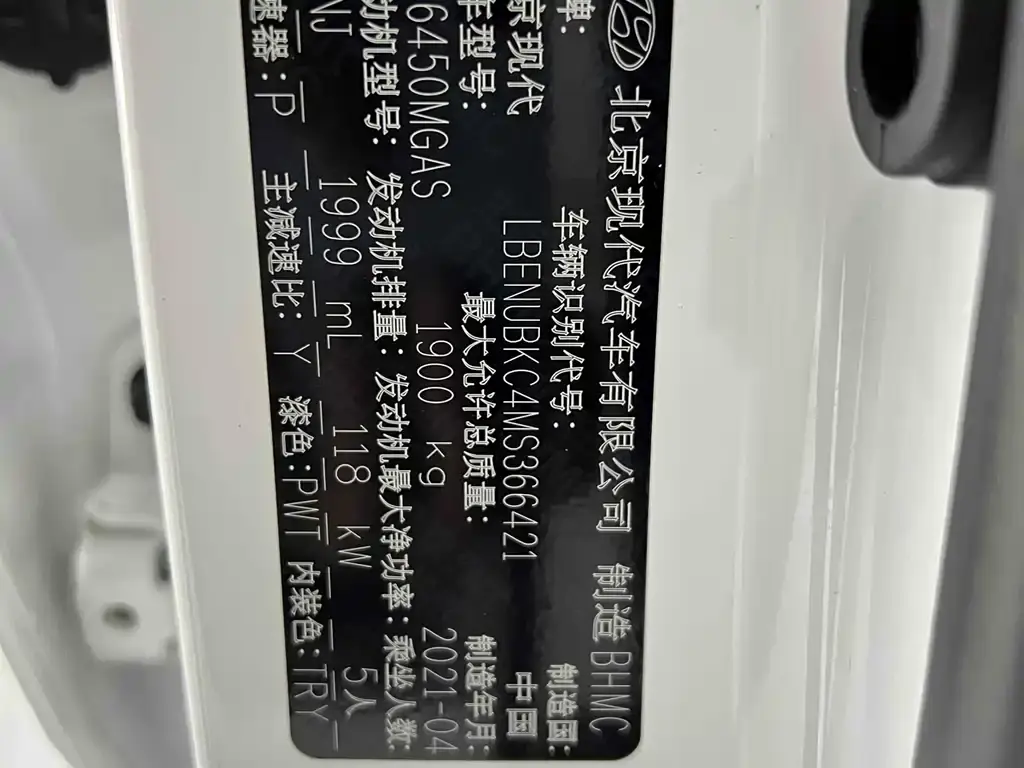 北京现代汽车有限公司 制造 BHMC
牌: 车辆识别代号: 制造国:
京现代 LBENUBKC4MS366421 中国
车型号: 最大允许总质量: 制造年月:
6450MGAS 1900 kg 2021-04
动机型号: 发动机排量: 发动机最大净功率: 乘坐人数:
NJ 1999 mL 118 kW 5人
速器: P 主减速比: Y 漆色: PWT 内装色: TRY